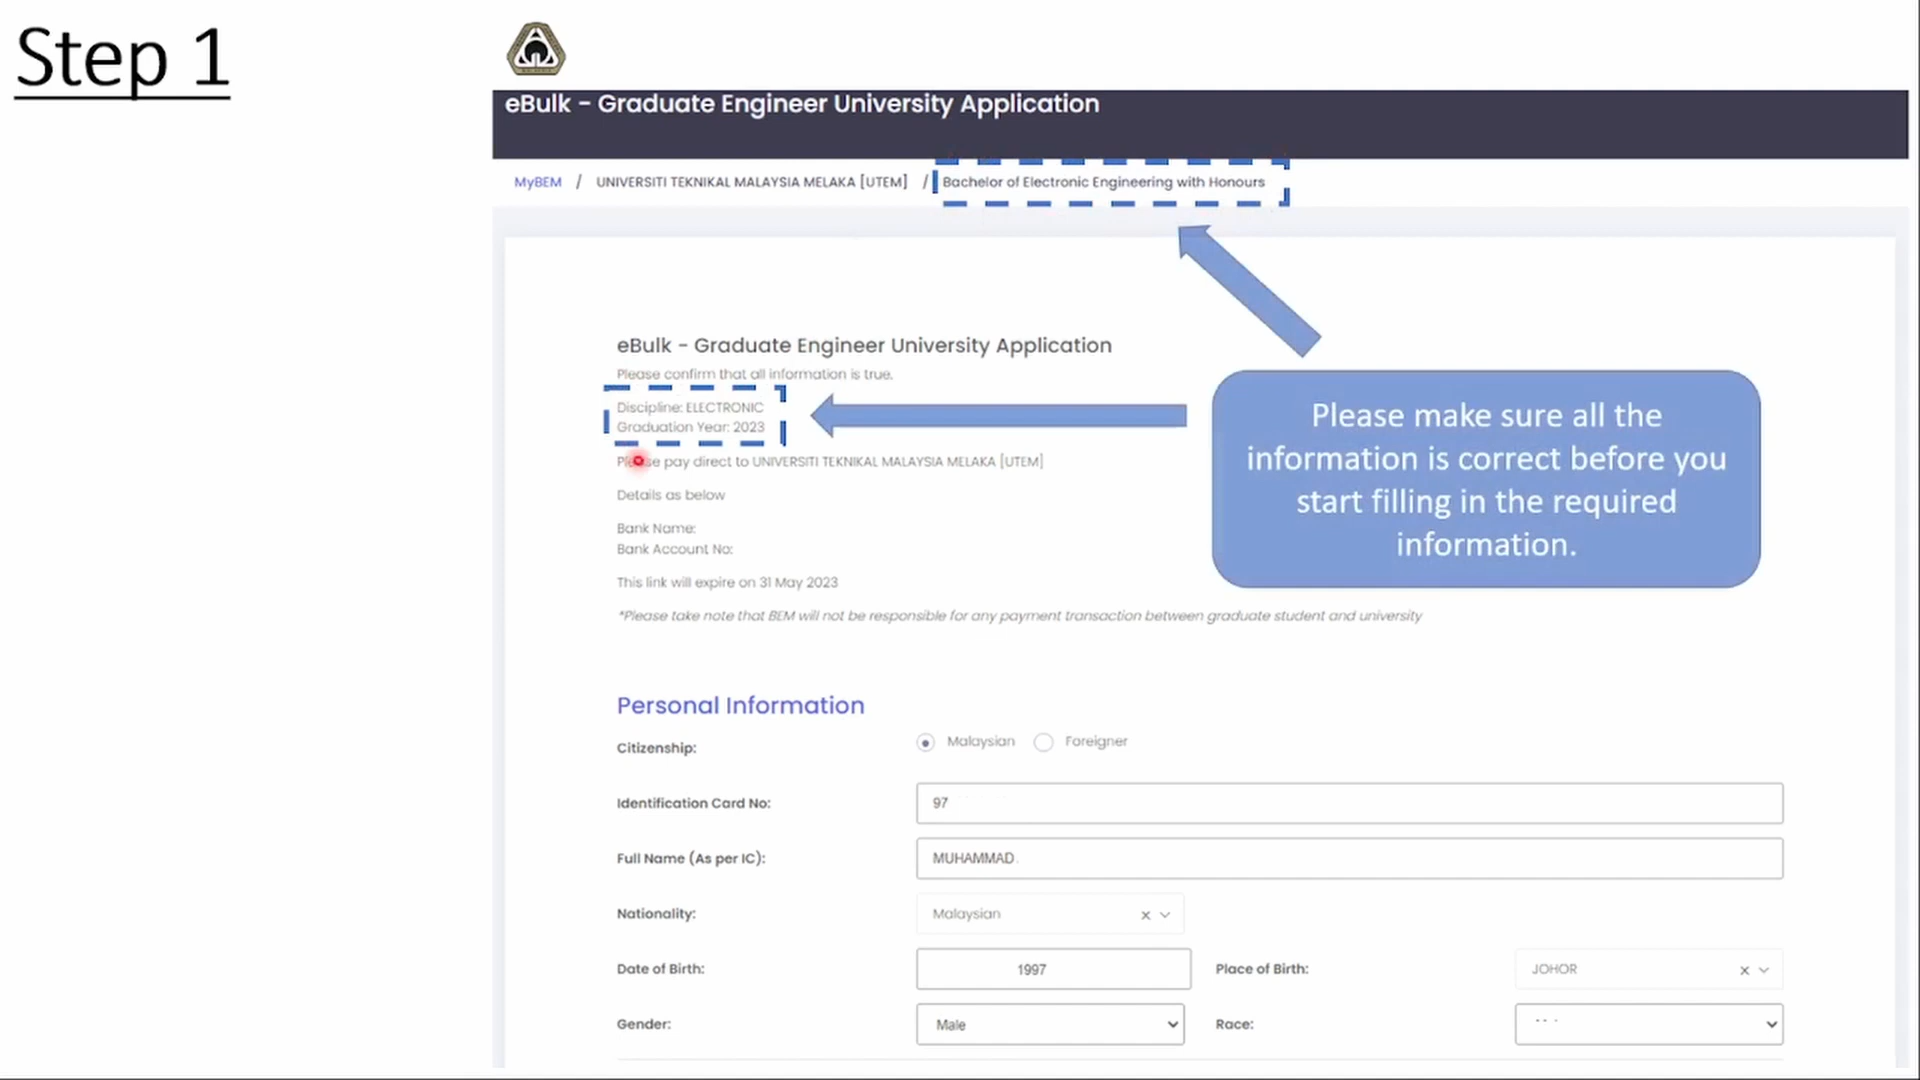 Step 1
eBulk - Graduate Engineer University Application
MyBEM / UNIVERSITI TEKNIKAL MALAYSIA MELAKA [UTEM] / Bachelor of Electronic Engineering with Honours
eBulk - Graduate Engineer University Application
Please confirm that all information is true.
Discipline: ELECTRONIC
Graduation Year: 2023
Please pay direct to UNIVERSITI TEKNIKAL MALAYSIA MELAKA [UTEM]
Details as below
Bank Name:
Bank Account No:
This link will expire on 31 May 2023
*Please take note that BEM will not be responsible for any payment transaction between graduate student and university
Please make sure all the
information is correct before you
start filling in the required
information.
Personal Information
Citizenship: Malaysian Foreigner
Identification Card No: 97
Full Name (As per IC): MUHAMMAD
Nationality: Malaysian
Date of Birth: 1997 Place of Birth: JOHOR
Gender: Male Race: